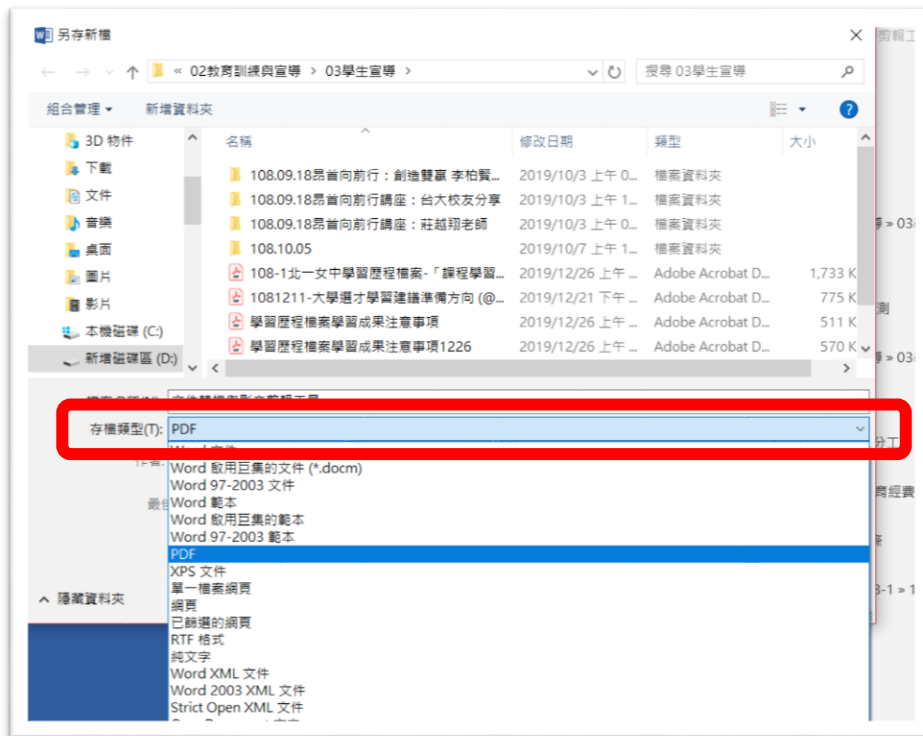 另存新檔
剪輯工
« 02教育訓練與宣導 › 03學生宣導 ›
搜尋 03學生宣導
組合管理 新增資料夾
名稱 修改日期 類型 大小
3D 物件
下載
文件
音樂
桌面
圖片
影片
本機磁碟 (C:)
新增磁碟區 (D:)
108.09.18昂首向前行：創造雙贏 李柏賢... 2019/10/3 上午 0... 檔案資料夾
108.09.18昂首向前行講座：台大校友分享 2019/10/3 上午 1... 檔案資料夾
108.09.18昂首向前行講座：莊越翔老師 2019/10/3 上午 0... 檔案資料夾
108.10.05 2019/10/7 上午 1... 檔案資料夾
108-1北一女中學習歷程檔案-「課程學習... 2019/12/26 上午 ... Adobe Acrobat D... 1,733 K
1081211-大學選才學習建議準備方向 (@... 2019/12/21 下午 ... Adobe Acrobat D... 775 K
學習歷程檔案學習成果注意事項 2019/12/26 上午 ... Adobe Acrobat D... 511 K
學習歷程檔案學習成果注意事項1226 2019/12/26 上午 ... Adobe Acrobat D... 570 K
» 03
測
» 03
存檔類型(T): PDF
分工
Word 啟用巨集的文件 (*.docm)
Word 97-2003 文件
Word 範本
Word 啟用巨集的範本
Word 97-2003 範本
PDF
XPS 文件
單一檔案網頁
網頁
已篩選的網頁
RTF 格式
純文字
Word XML 文件
Word 2003 XML 文件
Strict Open XML 文件
隱藏資料夾
育經費
3-1 » 1